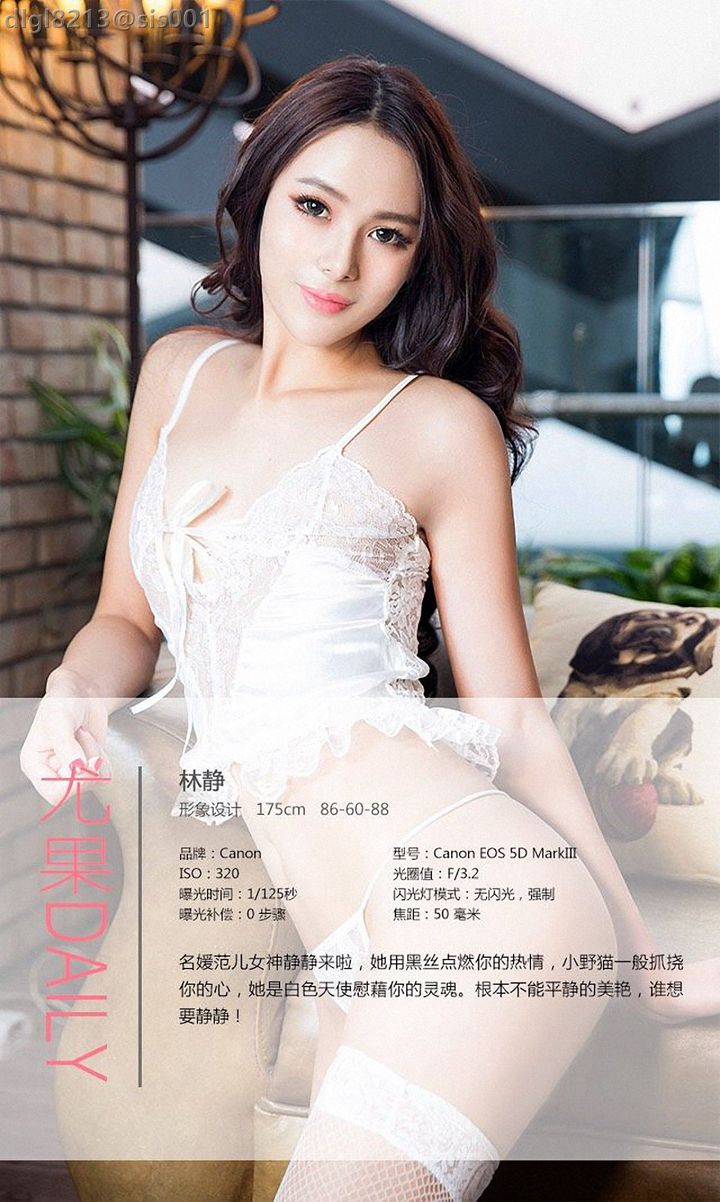 dlgl8213@sis001
尤果DAILY
林静
形象设计 175cm 86-60-88
品牌：Canon 型号：Canon EOS 5D MarkIII
ISO：320 光圈值：F/3.2
曝光时间：1/125秒 闪光灯模式：无闪光，强制
曝光补偿：0 步骤 焦距：50 毫米
名媛范儿女神静静来啦，她用黑丝点燃你的热情，小野猫一般抓挠
你的心，她是白色天使慰藉你的灵魂。根本不能平静的美艳，谁想
要静静！